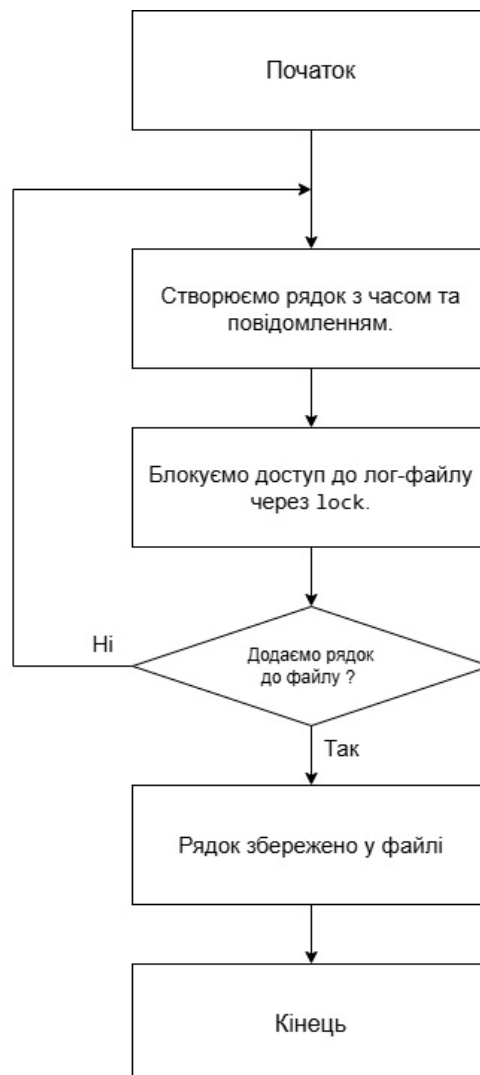 Початок
Створюємо рядок з часом та
повідомленням.
Блокуємо доступ до лог-файлу
через lock.
Ні
Додаємо рядок
до файлу ?
Так
Рядок збережено у файлі
Кінець